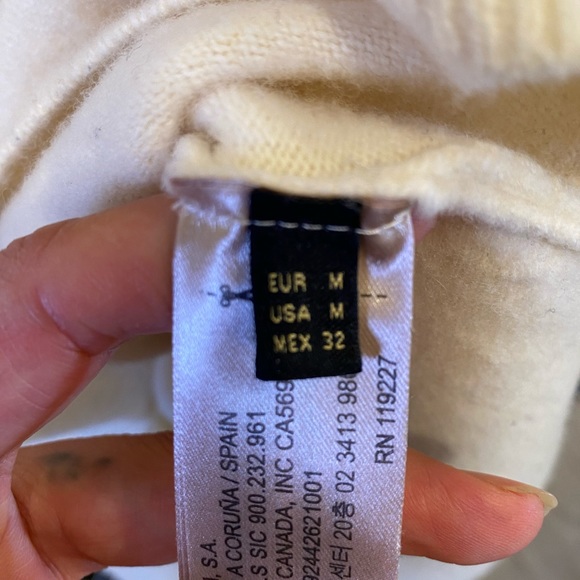 EUR M
USA M
MEX 32
, S.A.
A CORUÑA / SPAIN
S SIC 900.232.961
CANADA, INC CA569
02442621001
센터 20층 02 3413 98
RN 119227